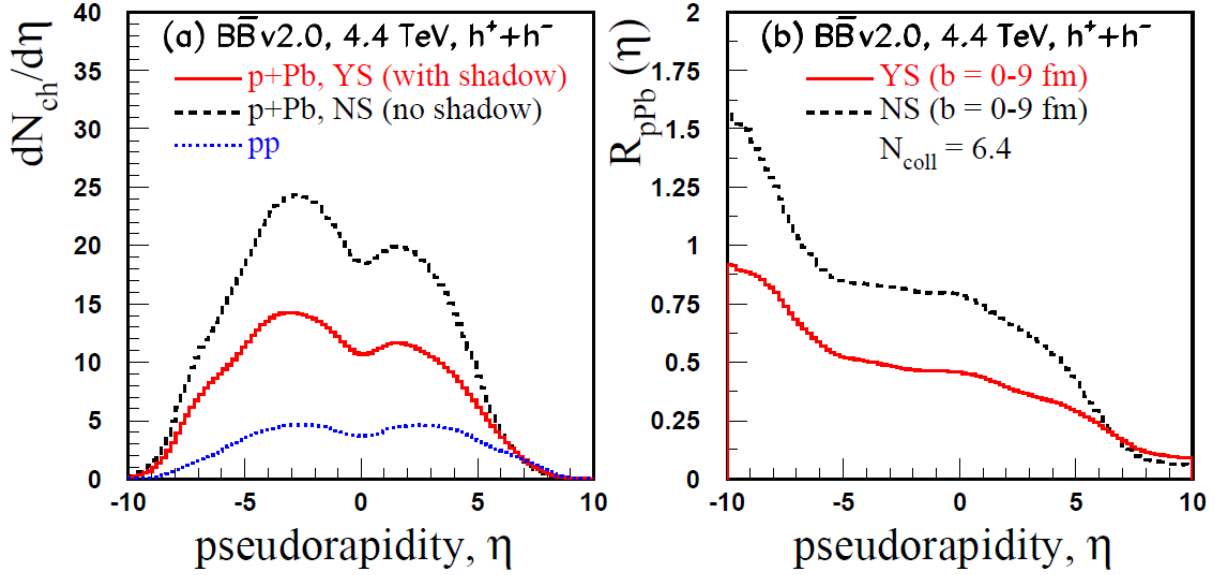 (a) BB̅ v2.0, 4.4 TeV, h⁺+h⁻
p+Pb, YS (with shadow)
p+Pb, NS (no shadow)
pp
dN_ch/dη
40
35
30
25
20
15
10
5
0
-10 -5 0 5 10
pseudorapidity, η
(b) BB̅ v2.0, 4.4 TeV, h⁺+h⁻
YS (b = 0-9 fm)
NS (b = 0-9 fm)
N_coll = 6.4
R_pPb(η)
2
1.75
1.5
1.25
1
0.75
0.5
0.25
0
-10 -5 0 5 10
pseudorapidity, η